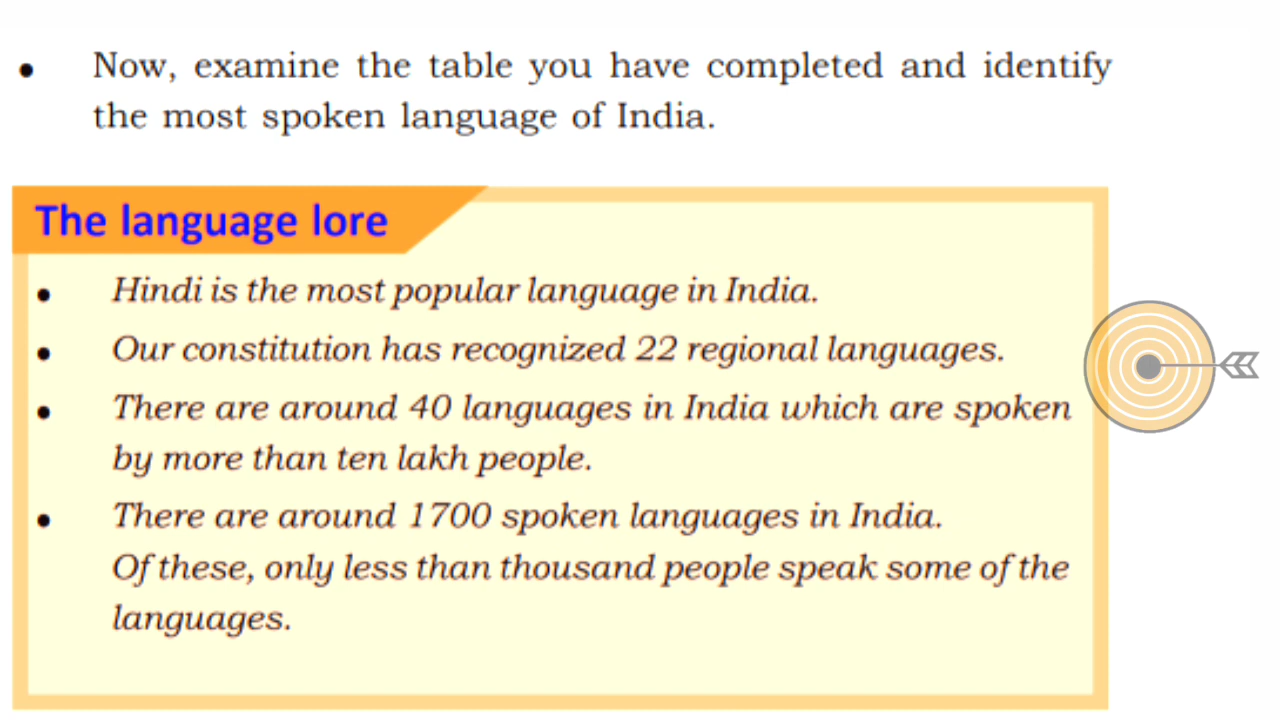 • Now, examine the table you have completed and identify
the most spoken language of India.
The language lore
• Hindi is the most popular language in India.
• Our constitution has recognized 22 regional languages.
• There are around 40 languages in India which are spoken
by more than ten lakh people.
• There are around 1700 spoken languages in India.
Of these, only less than thousand people speak some of the
languages.